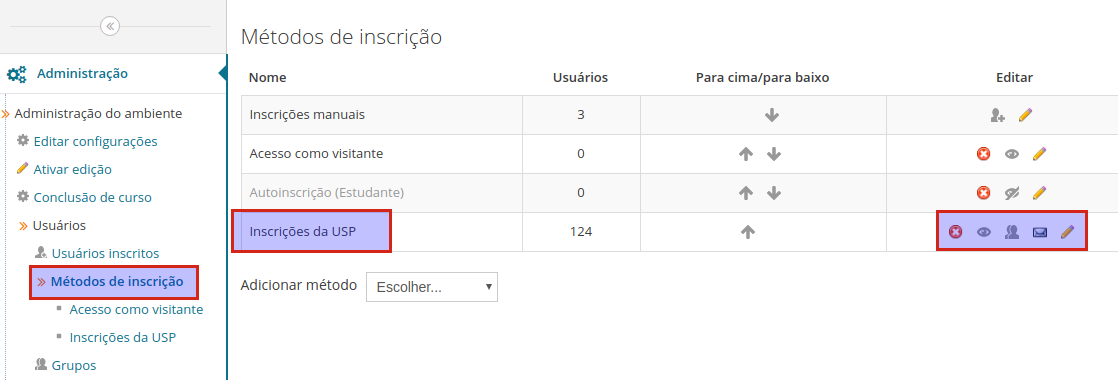 Administração
Administração do ambiente
Editar configurações
Ativar edição
Conclusão de curso
Usuários
Usuários inscritos
Métodos de inscrição
Acesso como visitante
Inscrições da USP
Grupos
Métodos de inscrição
Nome Usuários Para cima/para baixo Editar
Inscrições manuais 3
Acesso como visitante 0
Autoinscrição (Estudante) 0
Inscrições da USP 124
Adicionar método Escolher...